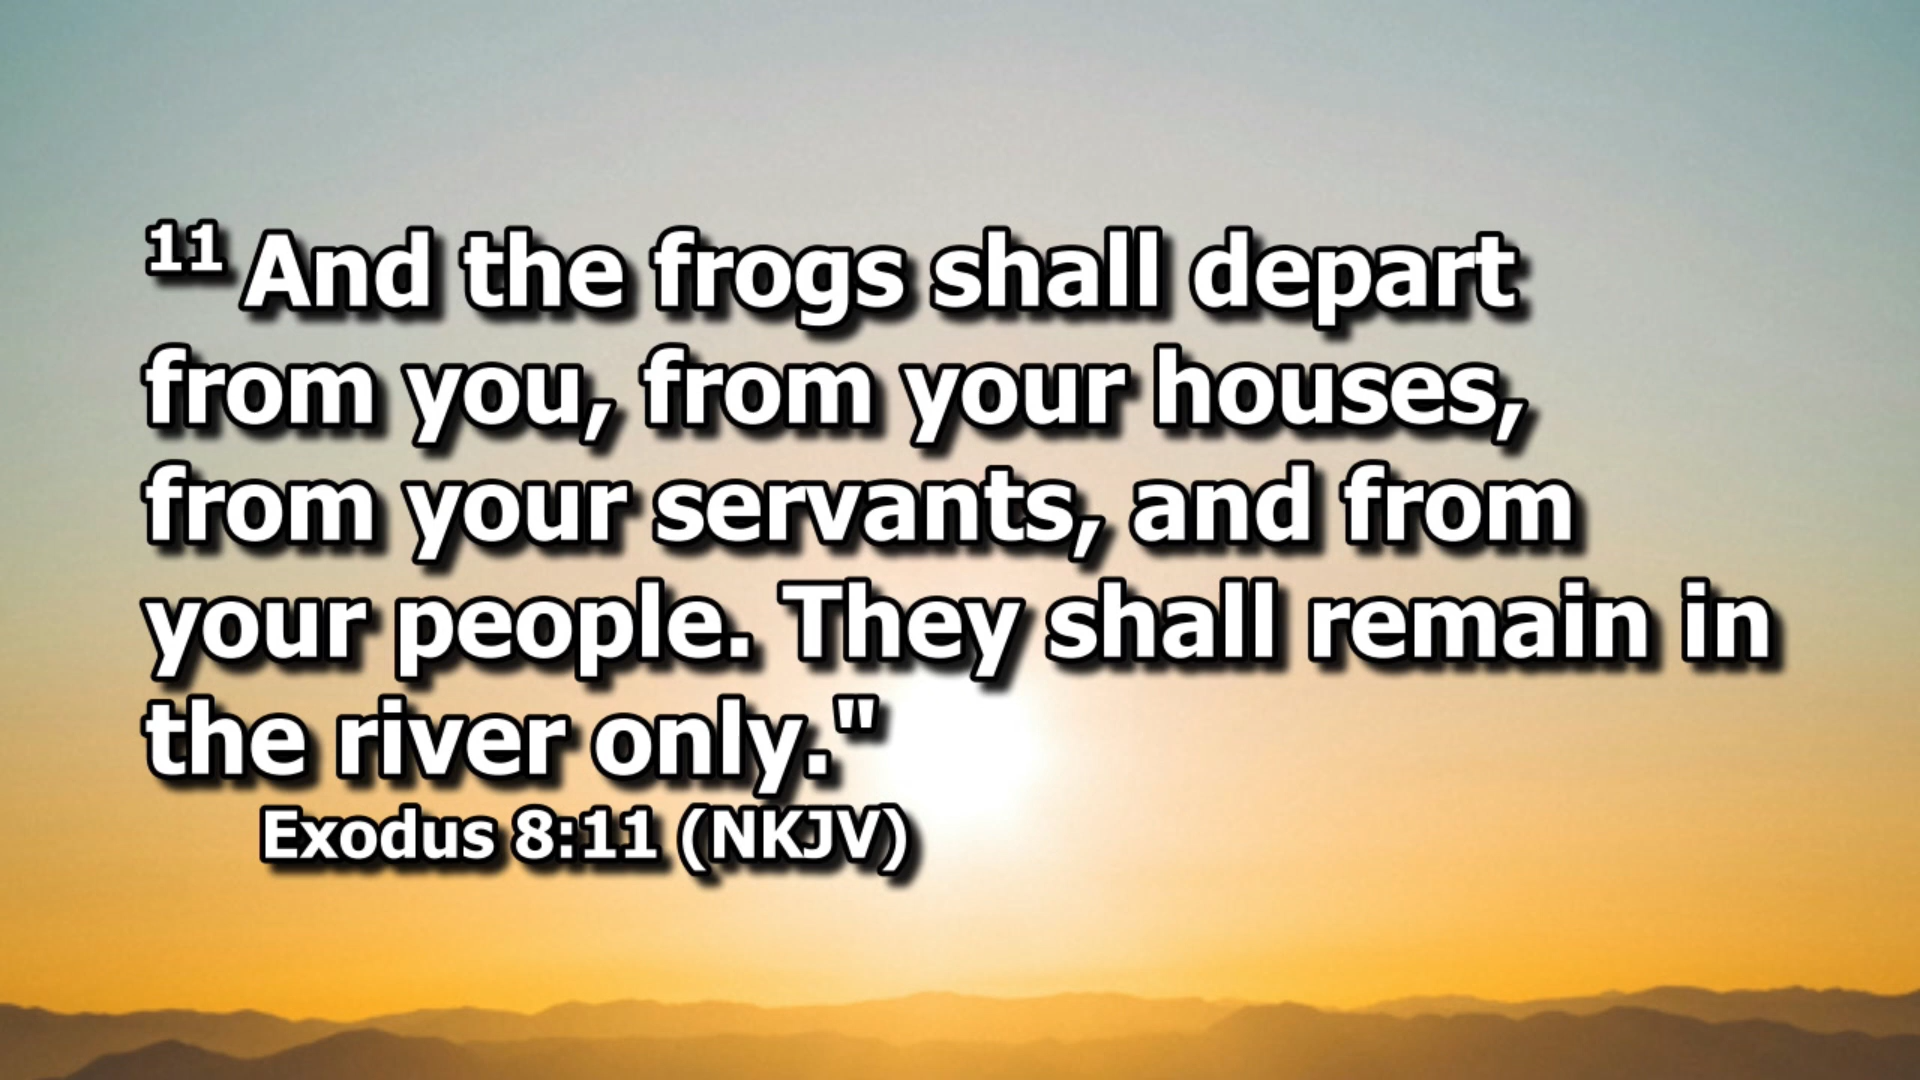 11 And the frogs shall depart
from you, from your houses,
from your servants, and from
your people. They shall remain in
the river only."
Exodus 8:11 (NKJV)